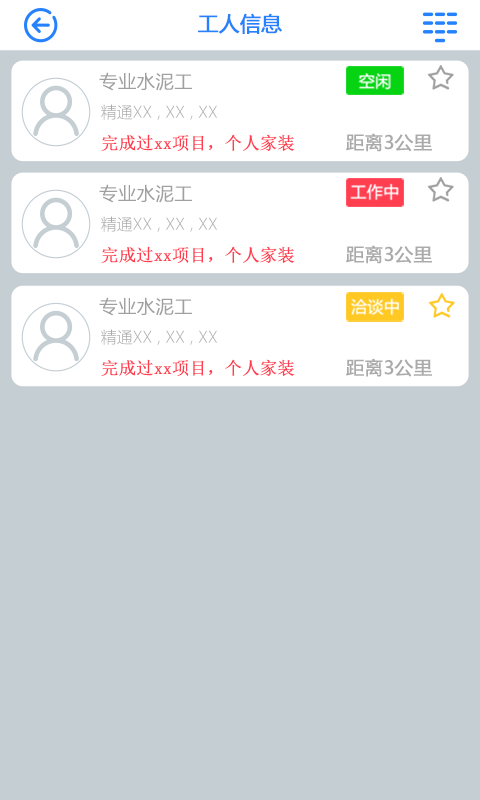 工人信息
专业水泥工 空闲
精通XX , XX , XX
完成过xx项目，个人家装 距离3公里
专业水泥工 工作中
精通XX , XX , XX
完成过xx项目，个人家装 距离3公里
专业水泥工 洽谈中
精通XX , XX , XX
完成过xx项目，个人家装 距离3公里